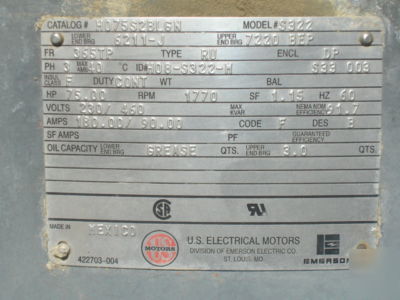 CATALOG # H075S2BLGN MODEL# S322
LOWER END BRG 6211-J UPPER END BRG 7220 BEP
FR 365TP TYPE RU ENCL DP
PH 3 MAX AMB 40 °C ID# H08-S322-M S33 003
INSUL CLASS DUTY CONT WT BAL
HP 75.00 RPM 1770 SF 1.15 HZ 60
VOLTS 230/460 MAX KVAR NEMA NOM EFFICIENCY 91.7
AMPS 180.00/90.00 CODE F DES B
SF AMPS PF GUARANTEED EFFICIENCY
OIL CAPACITY LOWER END BRG GREASE QTS. UPPER END BRG 3.0 QTS.
MADE IN MEXICO
US MOTORS
U.S. ELECTRICAL MOTORS
DIVISION OF EMERSON ELECTRIC CO.
ST. LOUIS, MO.
EMERSON
422703-004